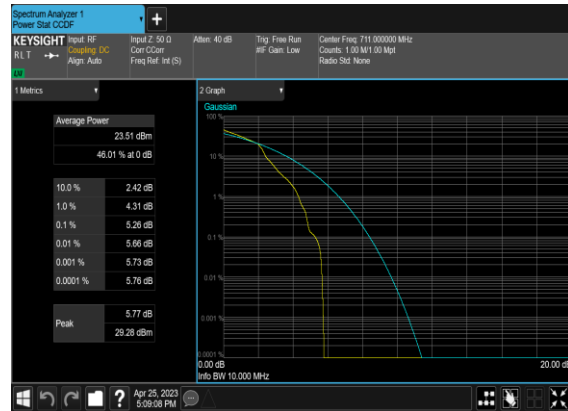 Spectrum Analyzer 1
Power Stat CCDF
KEYSIGHT
RLT
LV
Input: RF
Coupling: DC
Align: Auto
Input Z: 50 Ω
Corr CCorr
Freq Ref: Int (S)
Atten: 40 dB
Trig: Free Run
#IF Gain: Low
Center Freq: 711.000000 MHz
Counts: 1.00 M/1.00 Mpt
Radio Std: None
1 Metrics
Average Power
23.51 dBm
46.01 % at 0 dB
10.0 % 2.42 dB
1.0 % 4.31 dB
0.1 % 5.26 dB
0.01 % 5.66 dB
0.001 % 5.73 dB
0.0001 % 5.76 dB
Peak
5.77 dB
29.28 dBm
2 Graph
Gaussian
100 %
10 %
1 %
0.1 %
0.01 %
0.001 %
0.0001 %
0.00 dB 20.00 dB
Info BW 10.000 MHz
?
Apr 25, 2023
5:09:08 PM